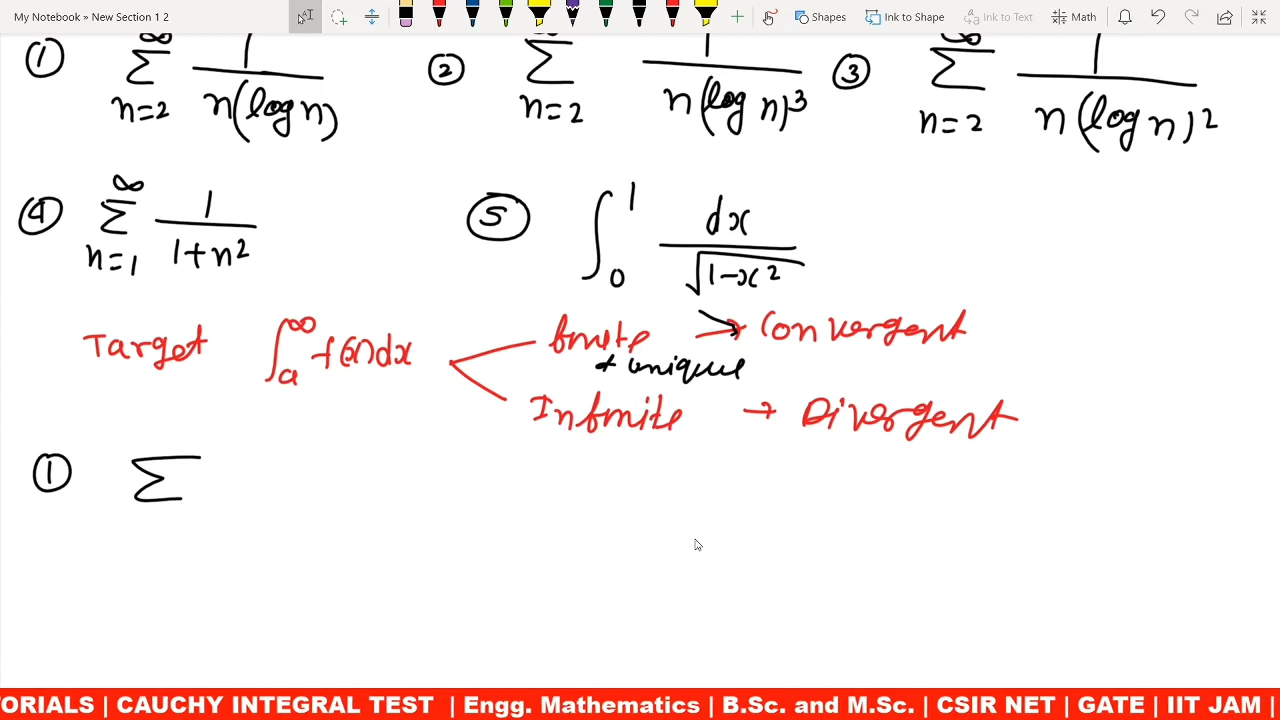 My Notebook » New Section 1 2
Shapes Ink to Shape Ink to Text Math
① ∞ Σ n=2 1/n(log n) ② ∞ Σ n=2 1/n(log n)³ ③ ∞ Σ n=2 1/n(log n)²
④ ∞ Σ n=1 1/1+n² ⑤ ∫₀¹ dx/√1-x²
Target ∫ₐ^∞ f(x)dx finite → Convergent
+ unique
Infinite → Divergent
① Σ
TORIALS | CAUCHY INTEGRAL TEST | Engg. Mathematics | B.Sc. and M.Sc. | CSIR NET | GATE | IIT JAM |